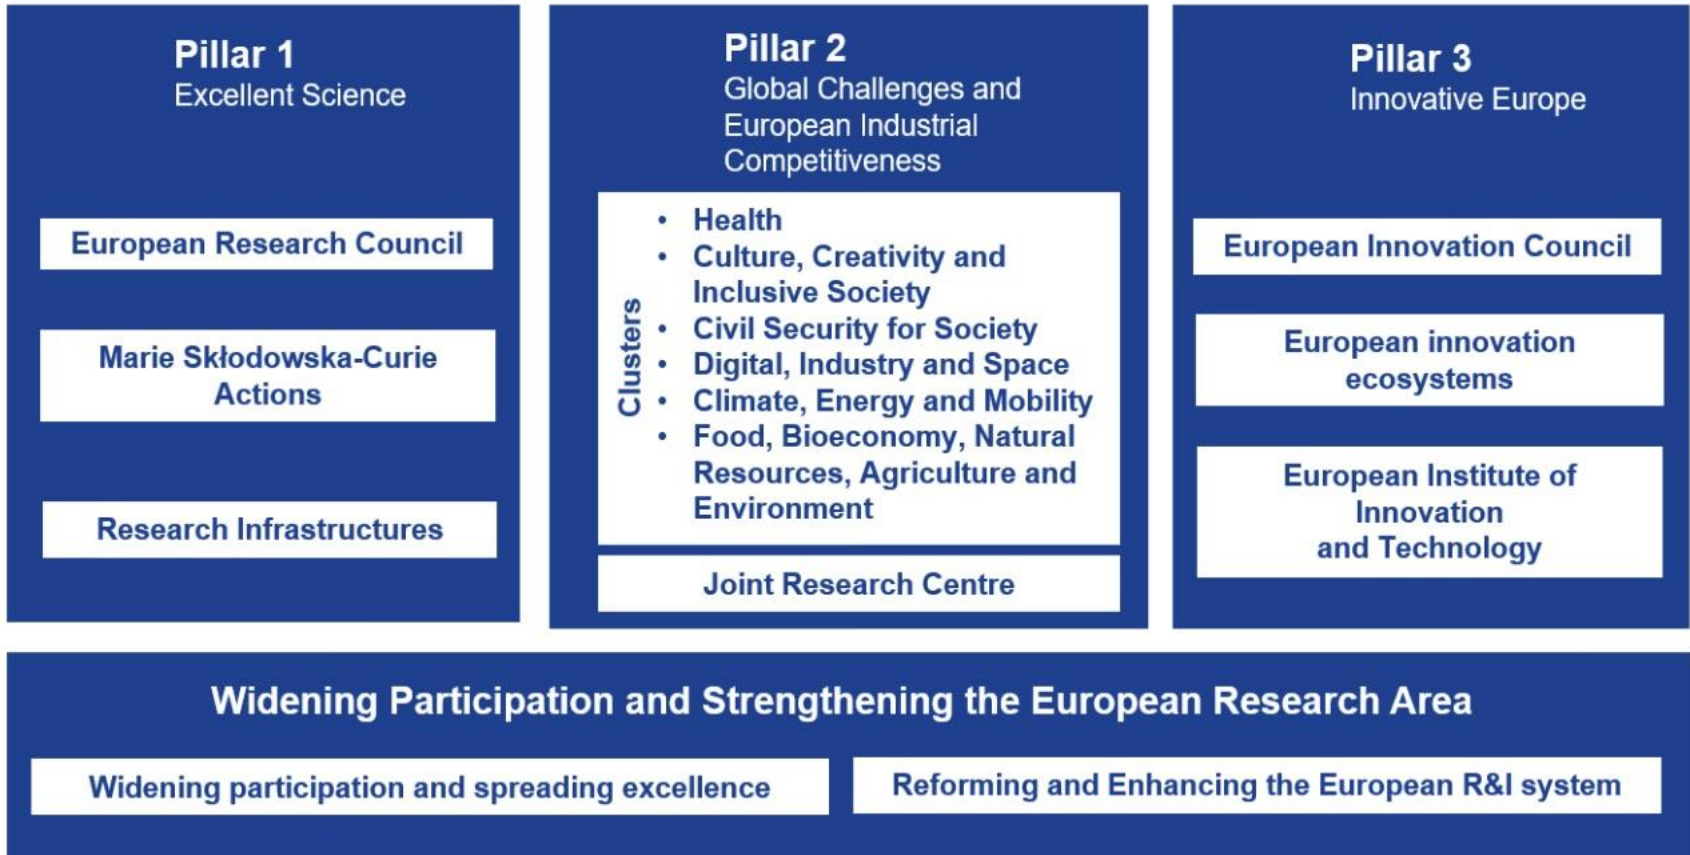 Pillar 1
Excellent Science
European Research Council
Marie Skłodowska-Curie
Actions
Research Infrastructures
Pillar 2
Global Challenges and
European Industrial
Competitiveness
Clusters
• Health
• Culture, Creativity and
Inclusive Society
• Civil Security for Society
• Digital, Industry and Space
• Climate, Energy and Mobility
• Food, Bioeconomy, Natural
Resources, Agriculture and
Environment
Joint Research Centre
Pillar 3
Innovative Europe
European Innovation Council
European innovation
ecosystems
European Institute of
Innovation
and Technology
Widening Participation and Strengthening the European Research Area
Widening participation and spreading excellence
Reforming and Enhancing the European R&I system